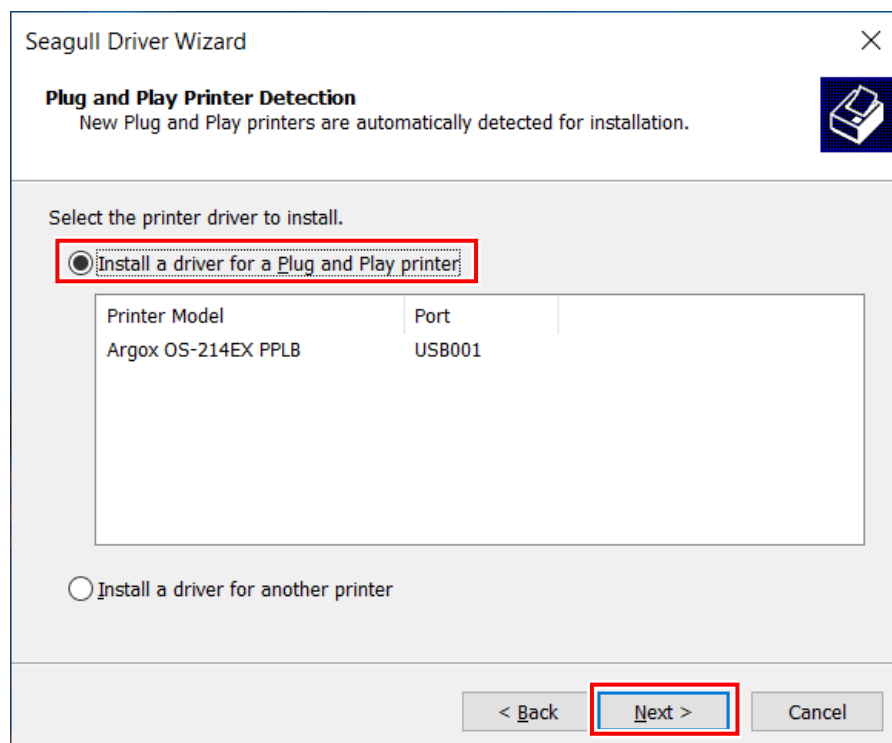 Seagull Driver Wizard
Plug and Play Printer Detection
New Plug and Play printers are automatically detected for installation.
Select the printer driver to install.
Install a driver for a Plug and Play printer
Printer Model Port
Argox OS-214EX PPLB USB001
Install a driver for another printer
< Back Next > Cancel